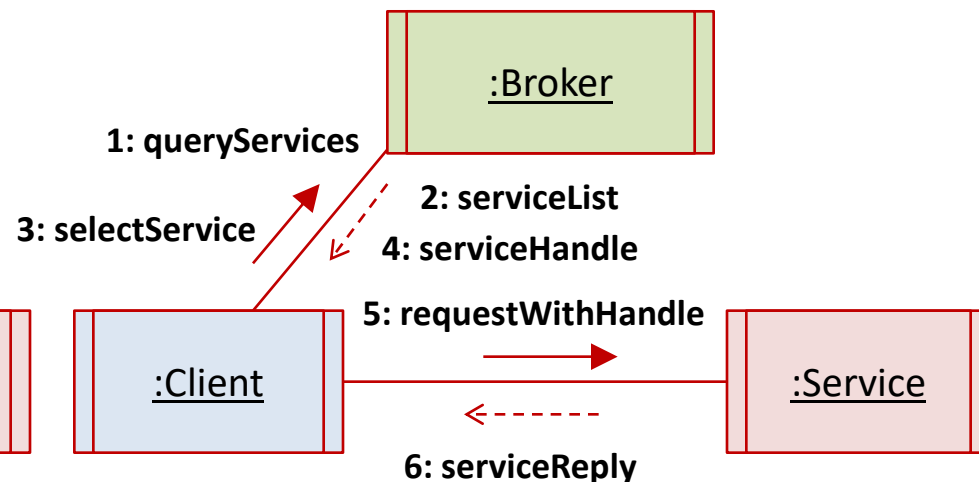 :Broker
1: queryServices
2: serviceList
3: selectService
4: serviceHandle
5: requestWithHandle
:Client
:Service
6: serviceReply